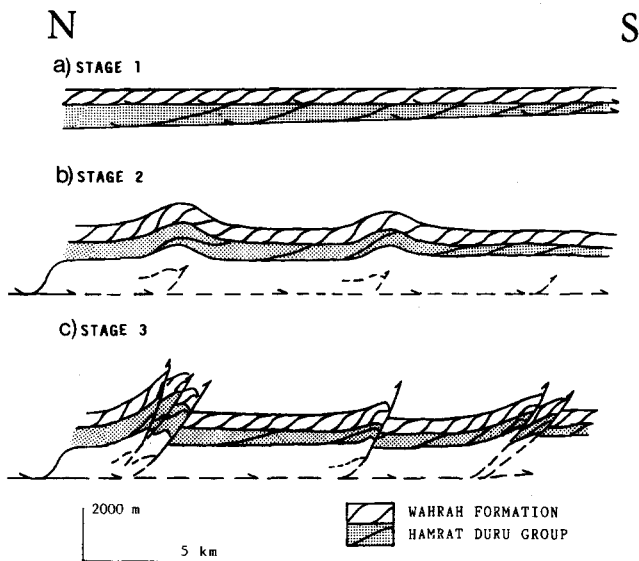 N S
a) STAGE 1
b) STAGE 2
c) STAGE 3
2000 m
5 km
WAHRAH FORMATION
HAMRAT DURU GROUP